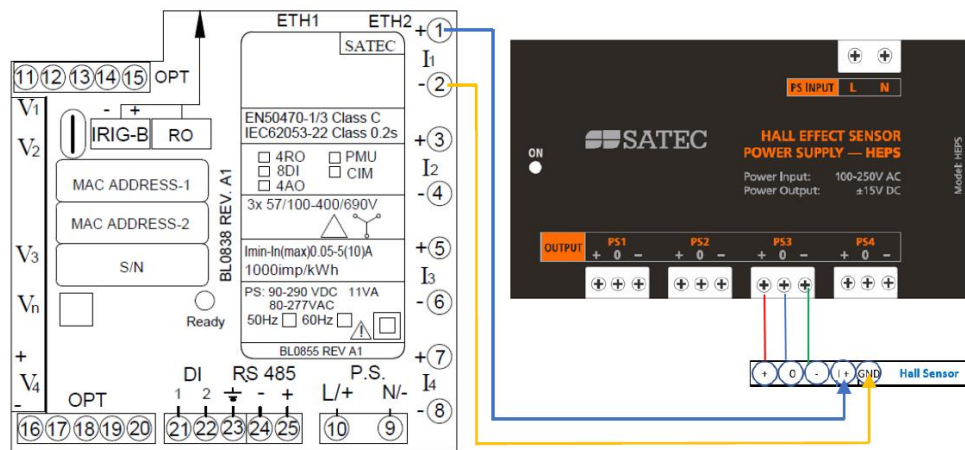 ETH1 ETH2
+ 1
SATEC
I1
- 2
11 12 13 14 15 OPT
V1
- +
IRIG-B RO
EN50470-1/3 Class C
IEC62053-22 Class 0.2s
+ 3
V2
4RO PMU
8DI CIM
4AO
I2
- 4
MAC ADDRESS-1
3x 57/100-400/690V
MAC ADDRESS-2
BL0838 REV. A1
V3
S/N
Imin-In(max)0.05-5(10)A
1000imp/kWh
+ 5
I3
- 6
Vn
Ready
PS: 90-290 VDC 11VA
80-277VAC
50Hz 60Hz
BL0855 REV A1
+ 7
+
V4
-
DI RS 485 P.S.
1 2 - + L/+ N/-
I4
- 8
OPT
16 17 18 19 20 21 22 23 24 25 10 9
PS INPUT L N
ON
SATEC
HALL EFFECT SENSOR
POWER SUPPLY — HEPS
Power Input: 100-250V AC
Power Output: ±15V DC
Model: HEPS
OUTPUT PS1 PS2 PS3 PS4
+ 0 − + 0 − + 0 − + 0 −
+ 0 - I+ GND Hall Sensor